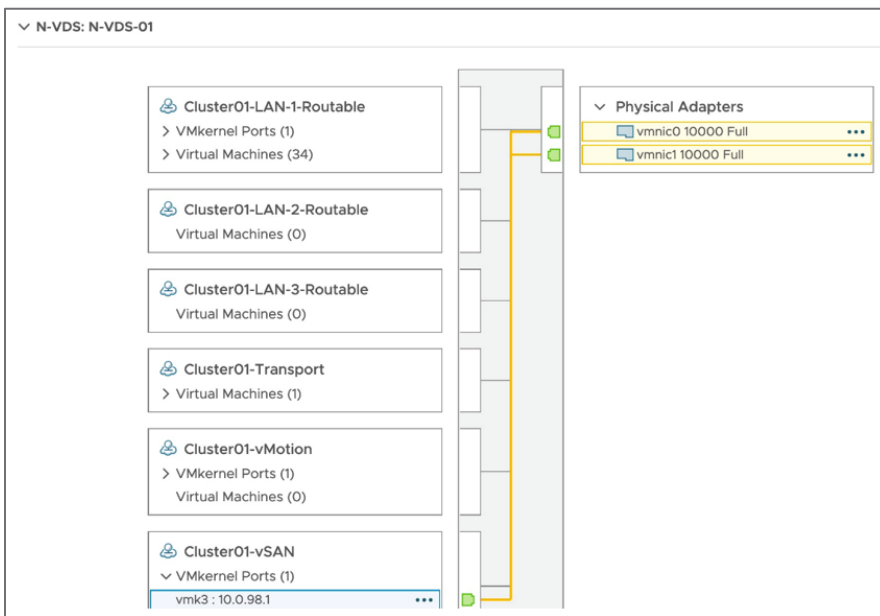 N-VDS: N-VDS-01
Cluster01-LAN-1-Routable
VMkernel Ports (1)
Virtual Machines (34)
Cluster01-LAN-2-Routable
Virtual Machines (0)
Cluster01-LAN-3-Routable
Virtual Machines (0)
Cluster01-Transport
Virtual Machines (1)
Cluster01-vMotion
VMkernel Ports (1)
Virtual Machines (0)
Cluster01-vSAN
VMkernel Ports (1)
vmk3 : 10.0.98.1
Physical Adapters
vmnic0 10000 Full
vmnic1 10000 Full